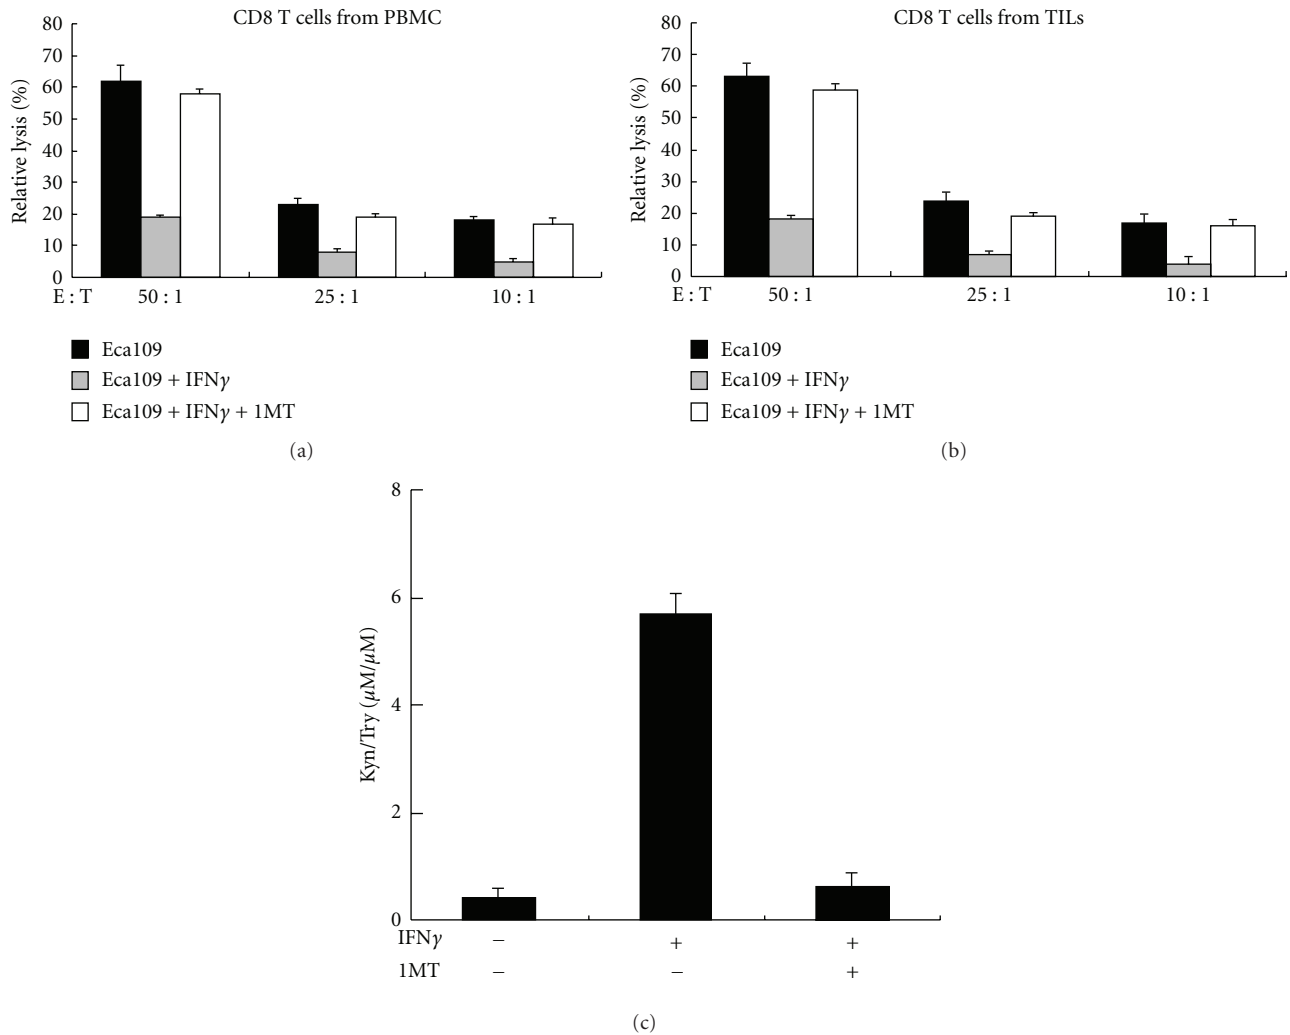 CD8 T cells from PBMC
80
70
60
50
40
30
20
10
0
Relative lysis (%)
E : T 50 : 1 25 : 1 10 : 1
Eca109
Eca109 + IFNγ
Eca109 + IFNγ + 1MT
(a)
CD8 T cells from TILs
80
70
60
50
40
30
20
10
0
Relative lysis (%)
E : T 50 : 1 25 : 1 10 : 1
Eca109
Eca109 + IFNγ
Eca109 + IFNγ + 1MT
(b)
8
6
4
2
0
Kyn/Try (μM/μM)
IFNγ − + +
1MT − − +
(c)